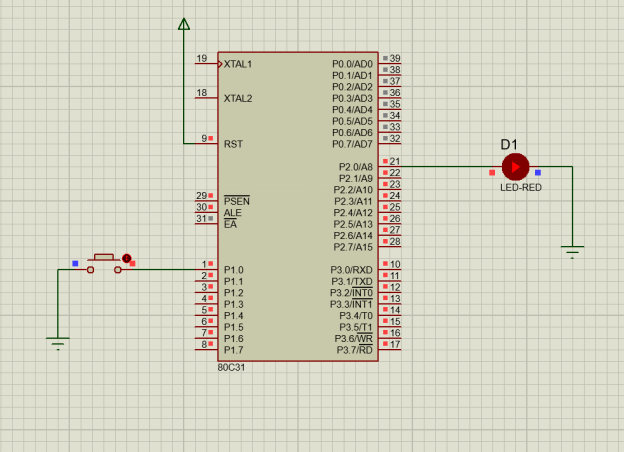 19 XTAL1 P0.0/AD0 39
P0.1/AD1 38
P0.2/AD2 37
18 XTAL2 P0.3/AD3 36
P0.4/AD4 35
P0.5/AD5 34
P0.6/AD6 33
9 RST P0.7/AD7 32
P2.0/A8 21
P2.1/A9 22
P2.2/A10 23
29 PSEN P2.3/A11 24
30 ALE P2.4/A12 25
31 EA P2.5/A13 26
P2.6/A14 27
P2.7/A15 28
1 P1.0 P3.0/RXD 10
2 P1.1 P3.1/TXD 11
3 P1.2 P3.2/INT0 12
4 P1.3 P3.3/INT1 13
5 P1.4 P3.4/T0 14
6 P1.5 P3.5/T1 15
7 P1.6 P3.6/WR 16
8 P1.7 P3.7/RD 17
80C31
D1
LED-RED